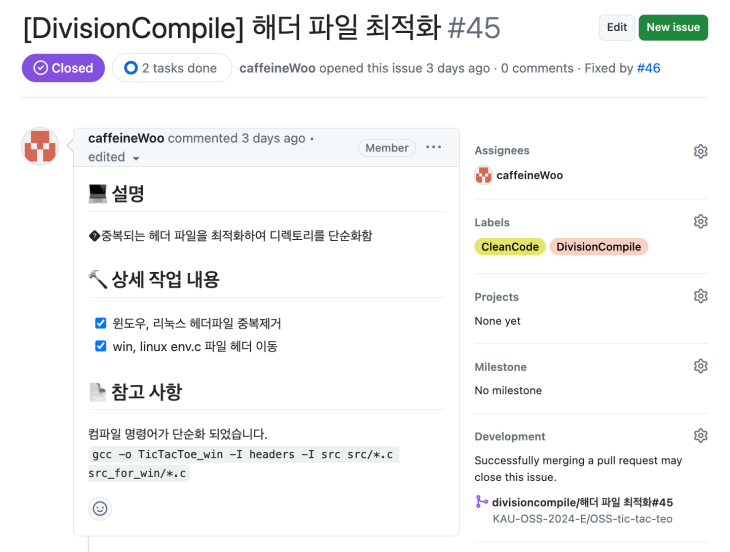 [DivisionCompile] 헤더 파일 최적화 #45
Edit
New issue
Closed
2 tasks done
caffeineWoo opened this issue 3 days ago · 0 comments · Fixed by #46
caffeineWoo commented 3 days ago •
edited
Member
설명
�중복되는 헤더 파일을 최적화하여 디렉토리를 단순화함
상세 작업 내용
윈도우, 리눅스 헤더파일 중복제거
win, linux env.c 파일 헤더 이동
참고 사항
컴파일 명령어가 단순화 되었습니다.
gcc -o TicTacToe_win -I headers -I src src/*.c
src_for_win/*.c
Assignees
caffeineWoo
Labels
CleanCode
DivisionCompile
Projects
None yet
Milestone
No milestone
Development
Successfully merging a pull request may
close this issue.
divisioncompile/헤더 파일 최적화#45
KAU-OSS-2024-E/OSS-tic-tac-teo